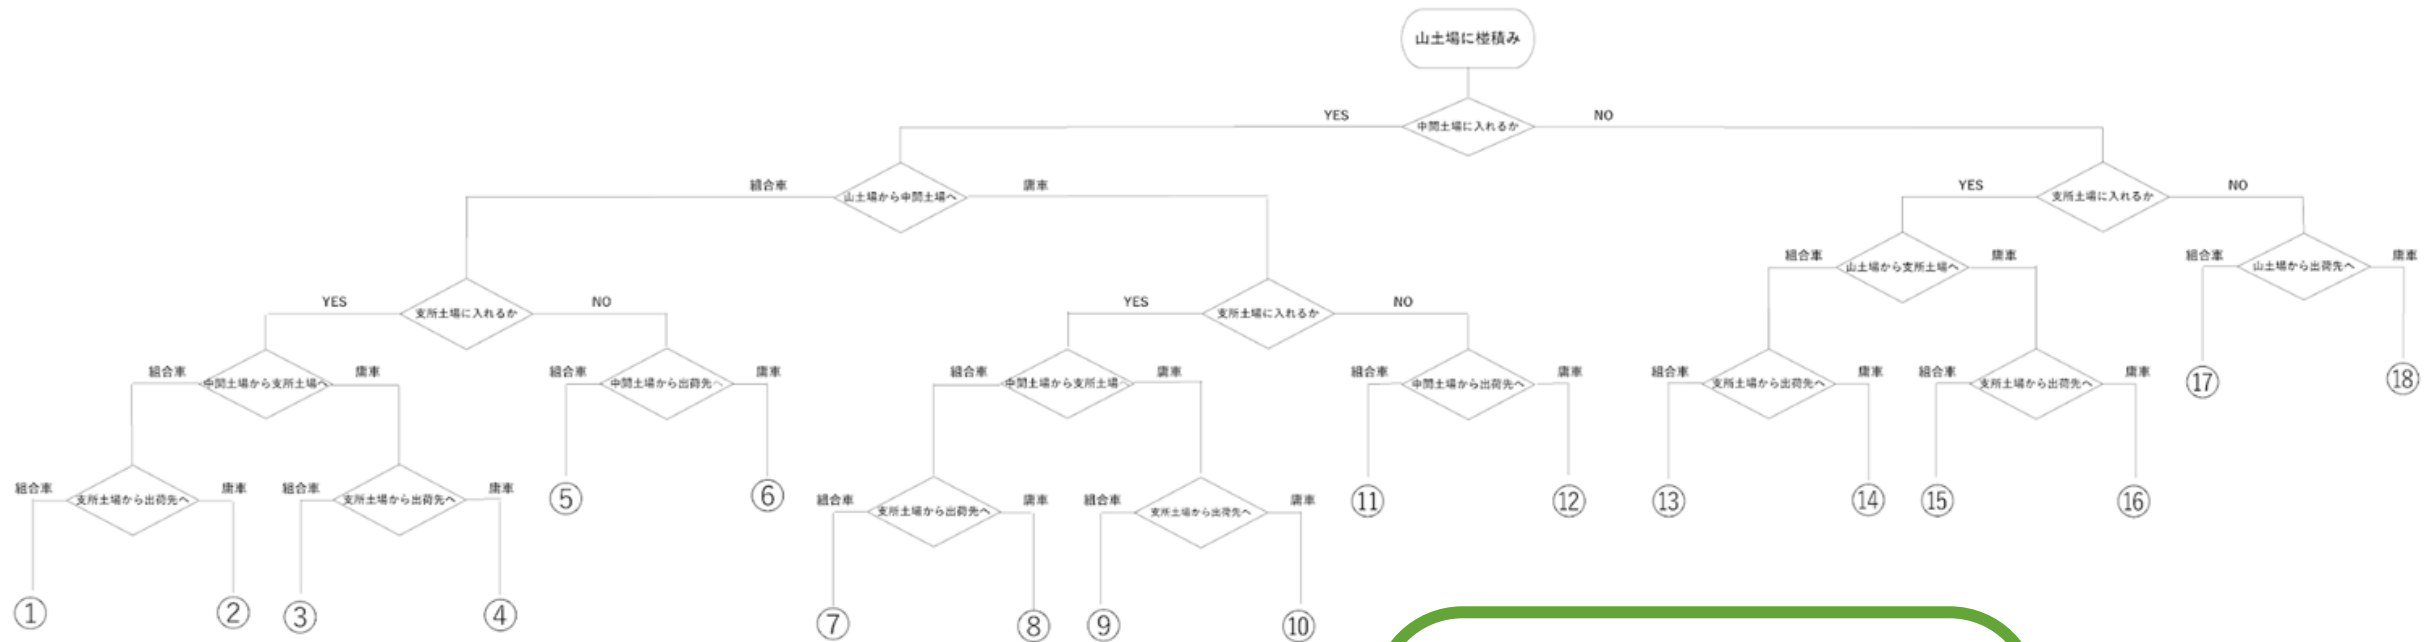 山土場に椪積み
YES
中間土場に入れるか
NO
組合車
山土場から中間土場へ
庸車
YES
支所土場に入れるか
NO
YES
支所土場に入れるか
NO
YES
支所土場に入れるか
NO
組合車
山土場から支所土場へ
庸車
組合車
山土場から出荷先へ
庸車
組合車
中間土場から支所土場へ
庸車
組合車
中間土場から出荷先へ
庸車
組合車
中間土場から支所土場へ
庸車
組合車
中間土場から出荷先へ
庸車
組合車
支所土場から出荷先へ
庸車
組合車
支所土場から出荷先へ
庸車
⑰
⑱
組合車
支所土場から出荷先へ
庸車
組合車
支所土場から出荷先へ
庸車
⑤
⑥
組合車
支所土場から出荷先へ
庸車
組合車
支所土場から出荷先へ
庸車
⑪
⑫
⑬
⑭
⑮
⑯
①
②
③
④
⑦
⑧
⑨
⑩